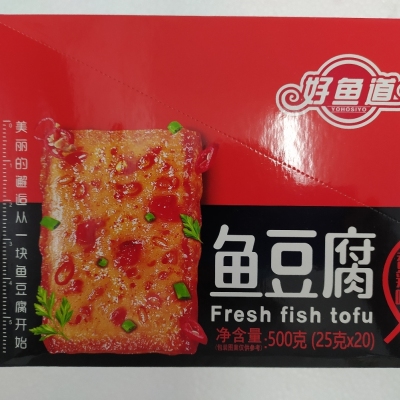 好鱼道
YOHOSIYO
美丽的邂逅从一块鱼豆腐开始
鱼豆腐
Fresh fish tofu
净含量:500克 (25克x20)